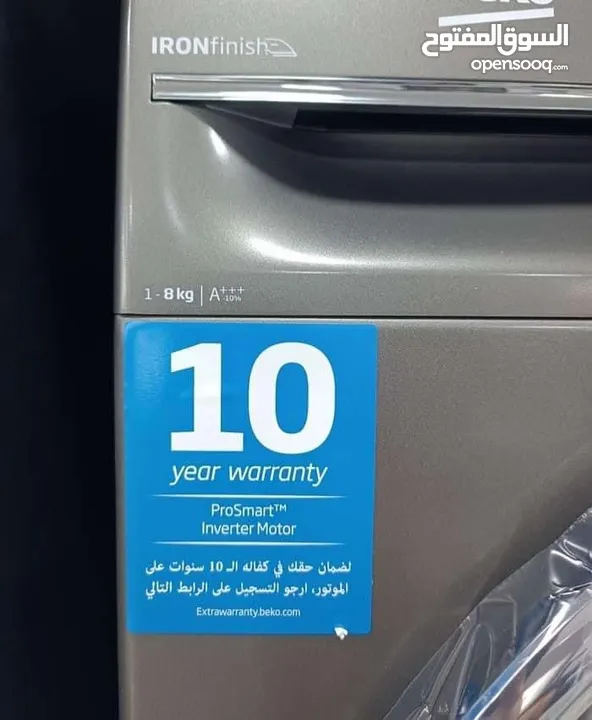 السوق المفتوح
opensooq.com
IRONfinish
1 - 8 kg | A+++
-10%
10
year warranty
ProSmart™
Inverter Motor
لضمان حقك في كفاله الـ 10 سنوات على
الموتور، ارجو التسجيل على الرابط التالي
Extrawarranty.beko.com